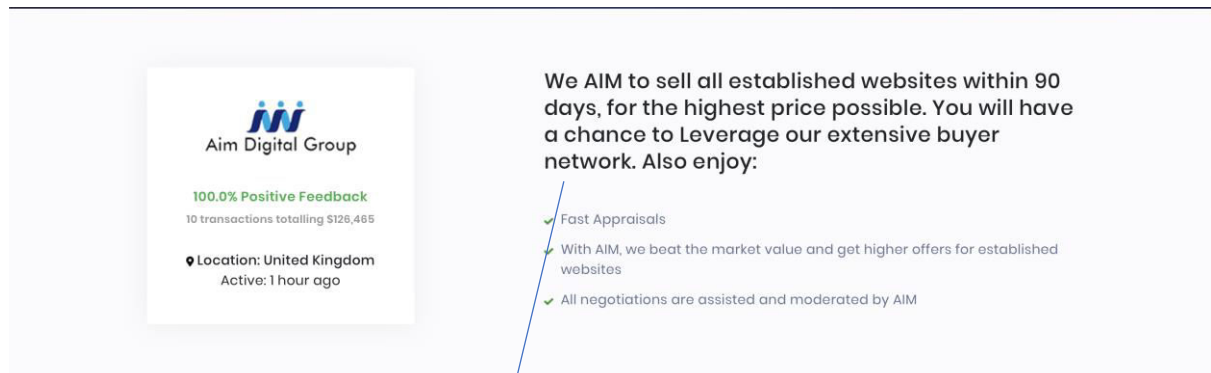 Aim Digital Group
100.0% Positive Feedback
10 transactions totalling $126,465
Location: United Kingdom
Active: 1 hour ago
We AIM to sell all established websites within 90
days, for the highest price possible. You will have
a chance to Leverage our extensive buyer
network. Also enjoy:
Fast Appraisals
With AIM, we beat the market value and get higher offers for established
websites
All negotiations are assisted and moderated by AIM